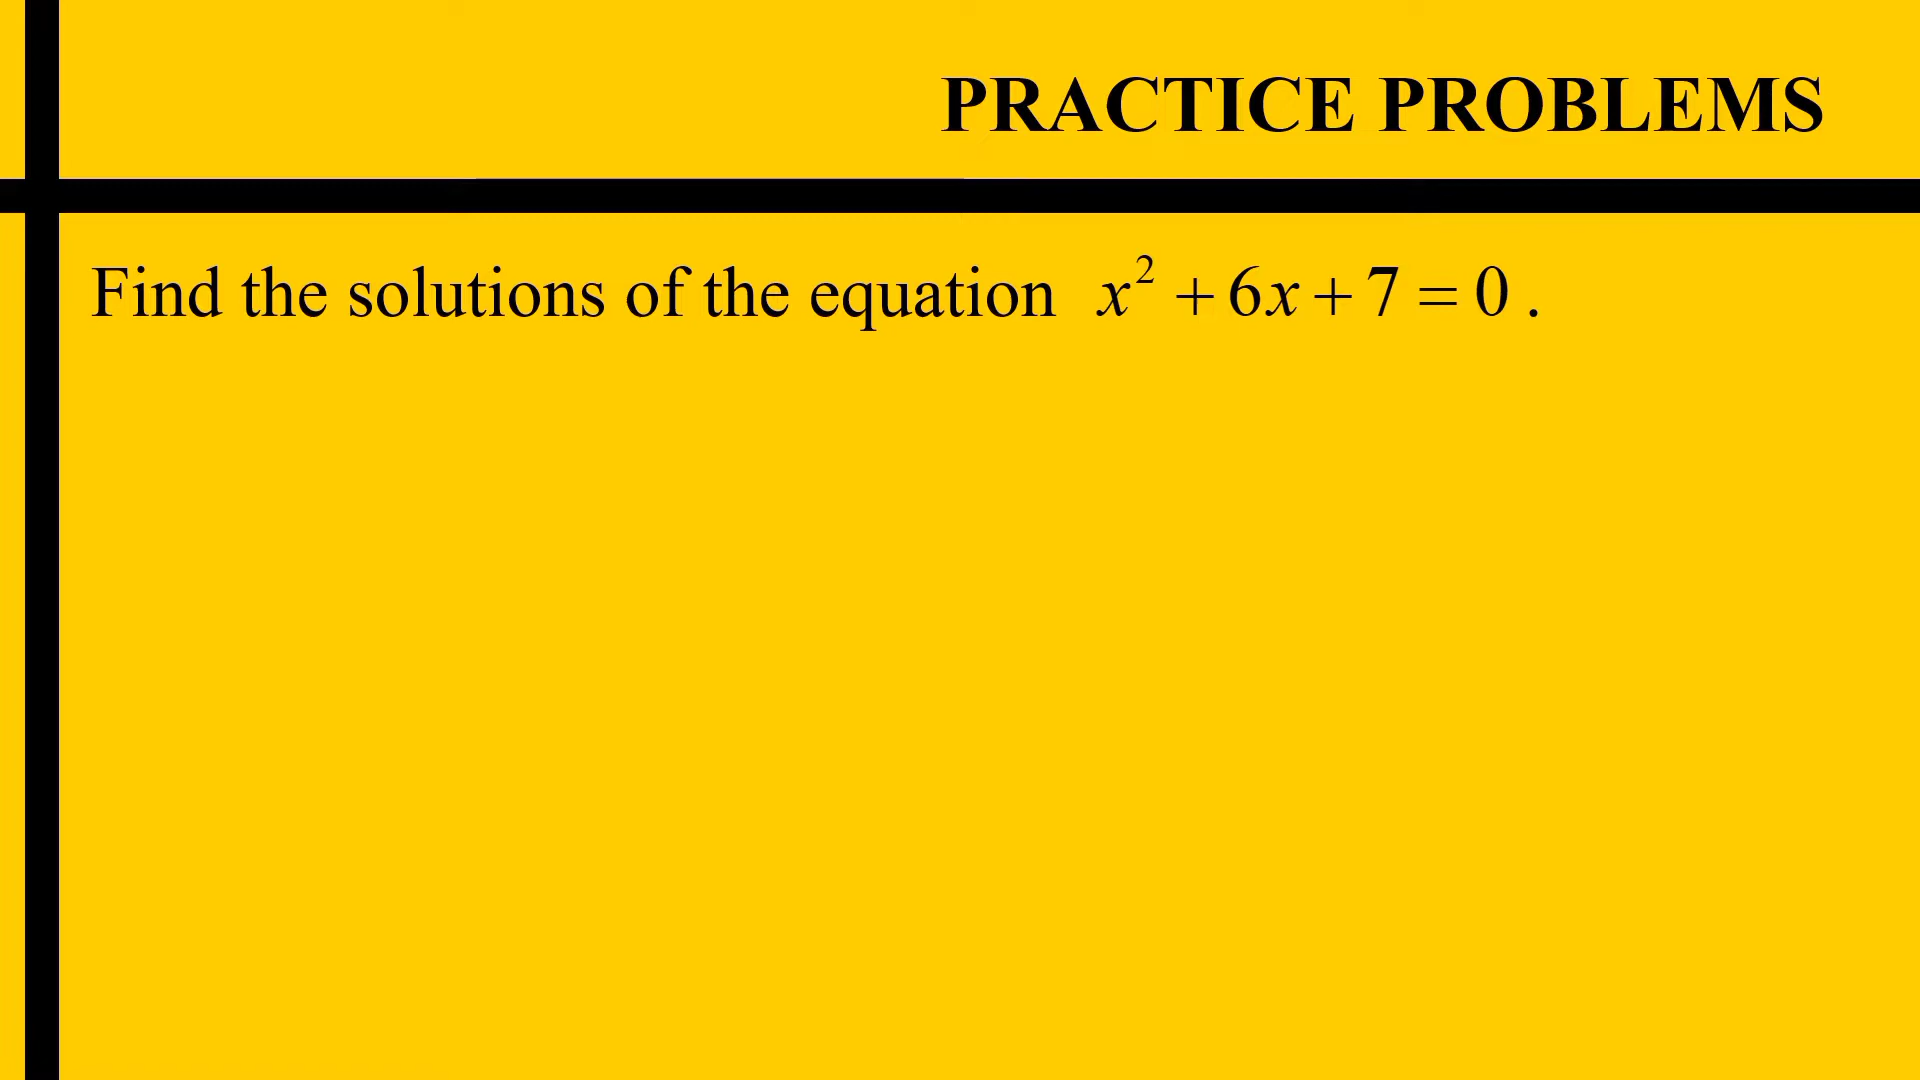 PRACTICE PROBLEMS
Find the solutions of the equation x² + 6x + 7 = 0 .